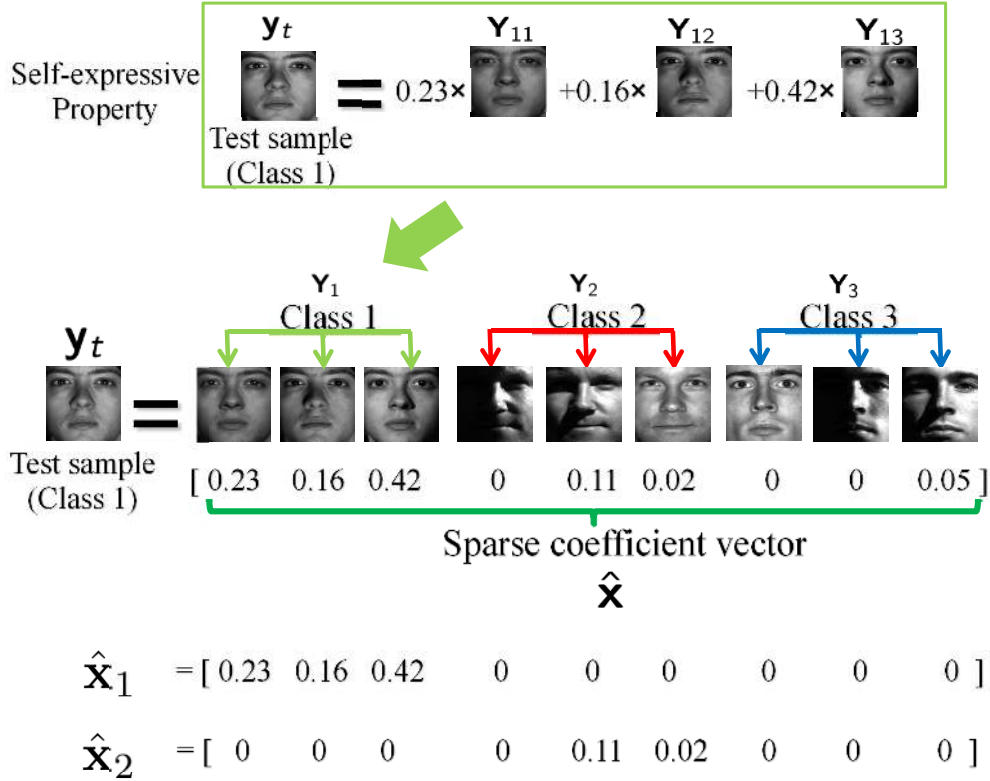 y_t Y_11 Y_12 Y_13
Self-expressive Property
= 0.23× +0.16× +0.42×
Test sample
(Class 1)
Y_1 Y_2 Y_3
Class 1 Class 2 Class 3
y_t
=
Test sample
(Class 1)
[ 0.23 0.16 0.42 0 0.11 0.02 0 0 0.05 ]
Sparse coefficient vector
x̂
x̂_1 = [ 0.23 0.16 0.42 0 0 0 0 0 0 ]
x̂_2 = [ 0 0 0 0 0.11 0.02 0 0 0 ]